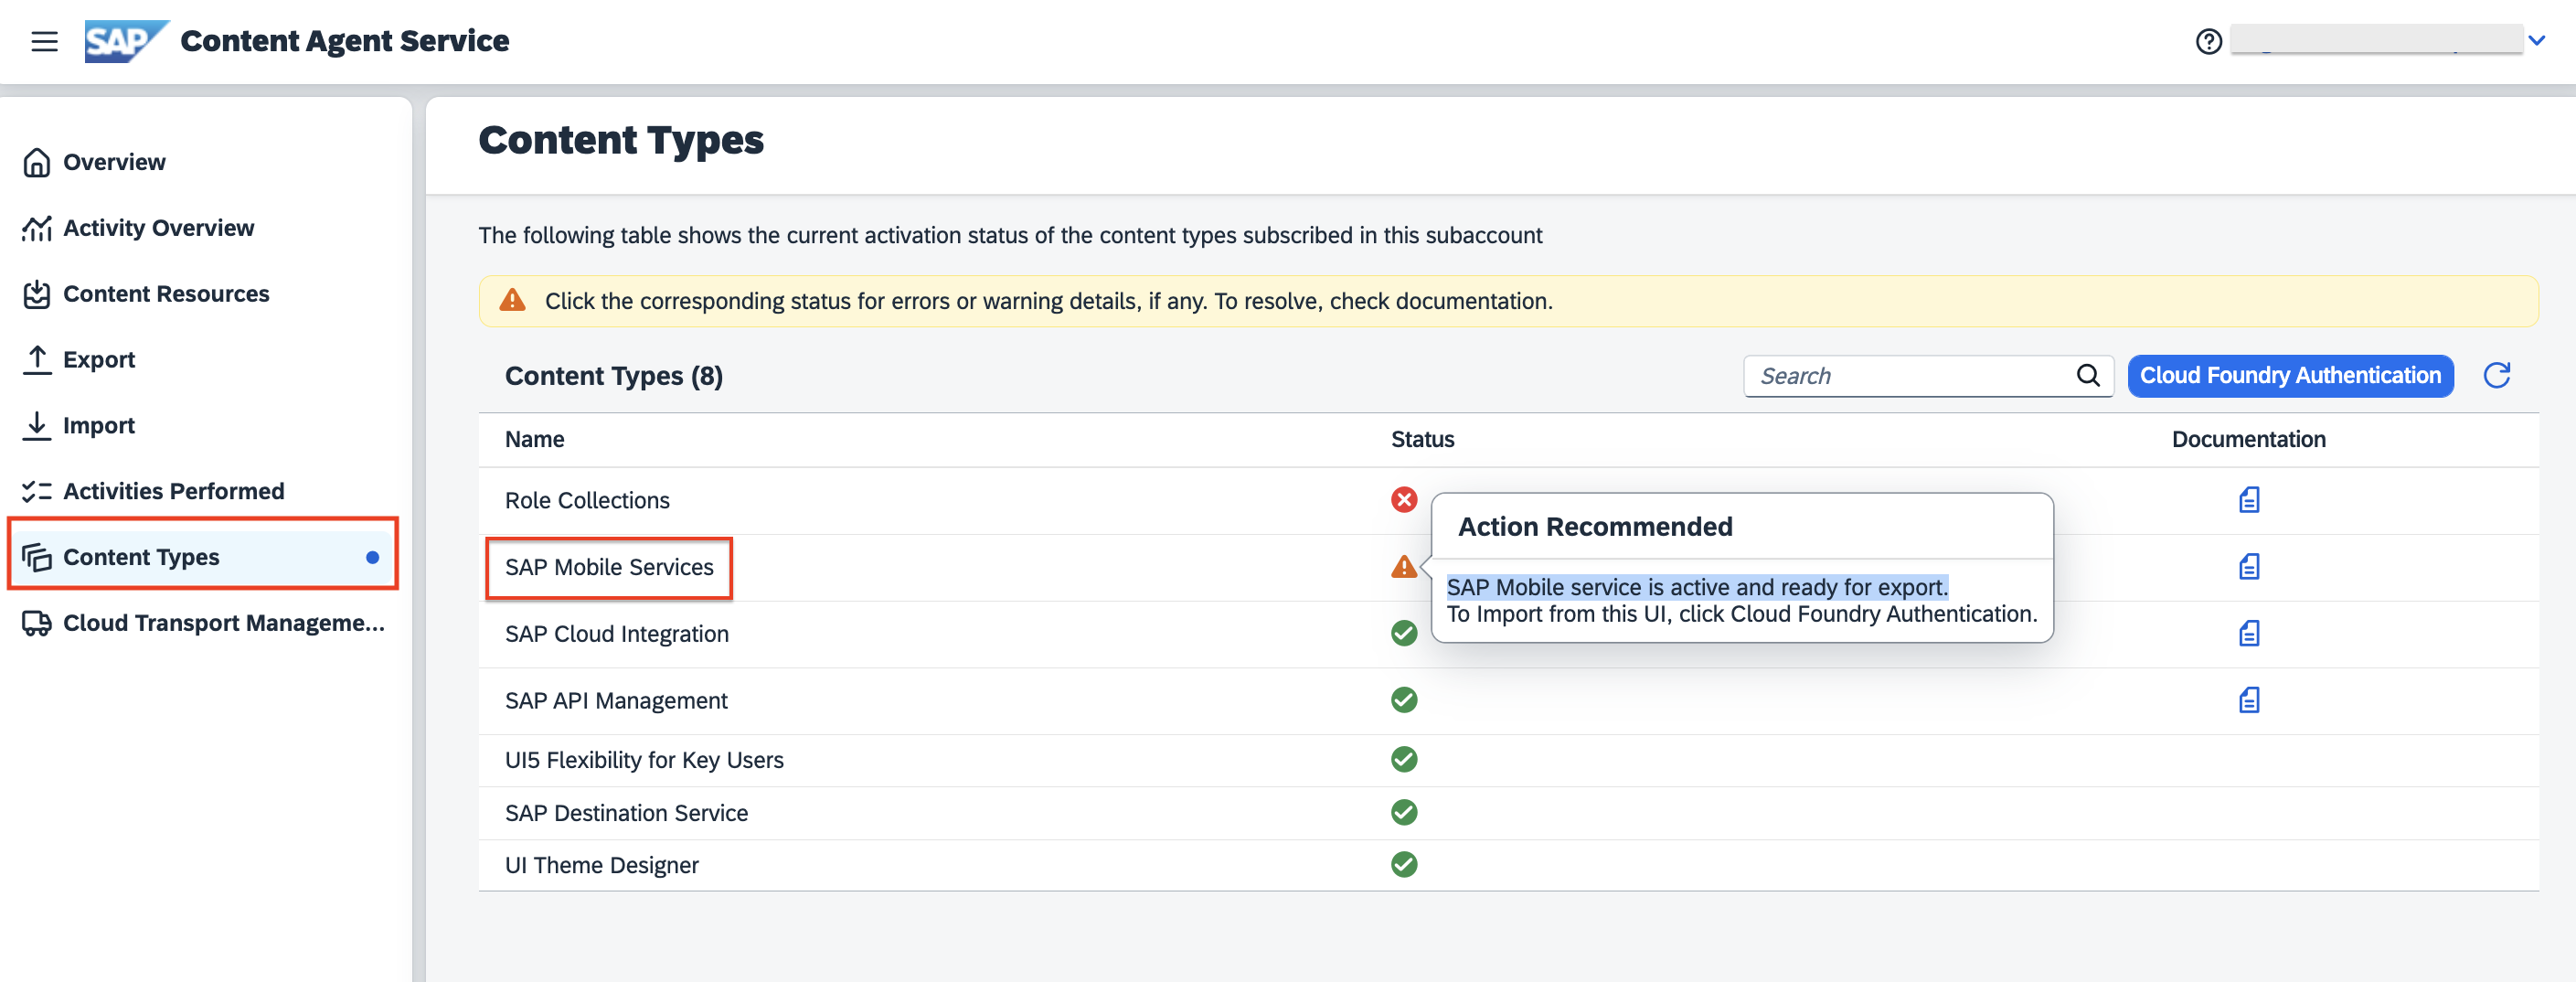 SAP Content Agent Service
Overview
Activity Overview
Content Resources
Export
Import
Activities Performed
Content Types
Cloud Transport Manageme...
Content Types
The following table shows the current activation status of the content types subscribed in this subaccount
Click the corresponding status for errors or warning details, if any. To resolve, check documentation.
Content Types (8)
Search
Cloud Foundry Authentication
Name Status Documentation
Role Collections
SAP Mobile Services
Action Recommended
SAP Mobile service is active and ready for export.
To Import from this UI, click Cloud Foundry Authentication.
SAP Cloud Integration
SAP API Management
UI5 Flexibility for Key Users
SAP Destination Service
UI Theme Designer